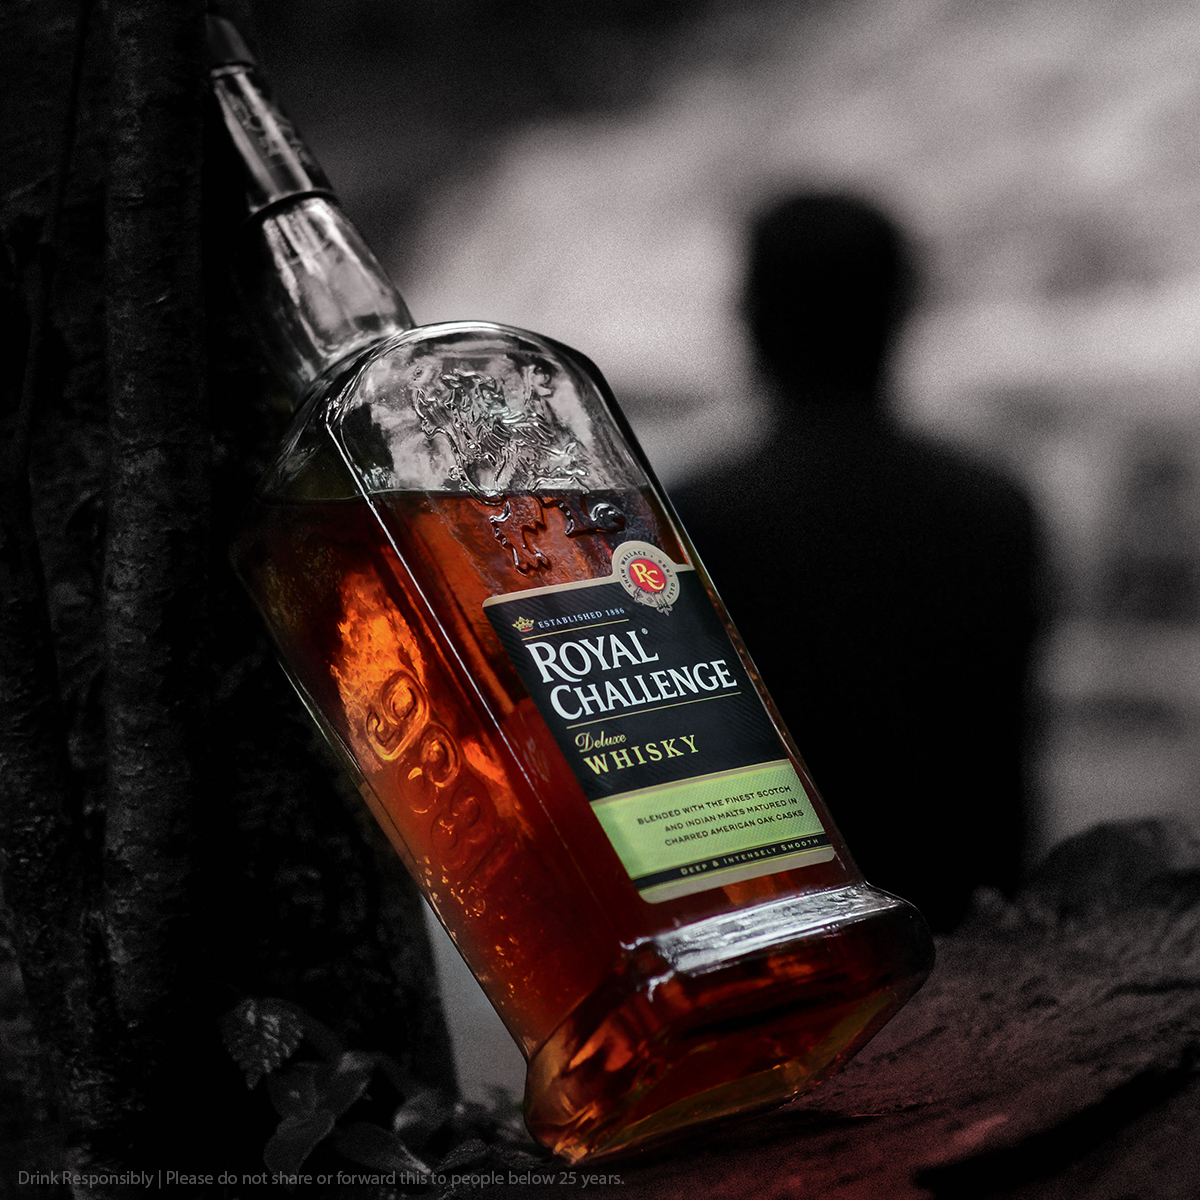 SHAW WALLACE
RC
ESTABLISHED 1886
ROYAL
CHALLENGE
Deluxe
WHISKY
BLENDED WITH THE FINEST SCOTCH
AND INDIAN MALTS MATURED IN
CHARRED AMERICAN OAK CASKS
DEEP & INTENSELY SMOOTH
Drink Responsibly | Please do not share or forward this to people below 25 years.